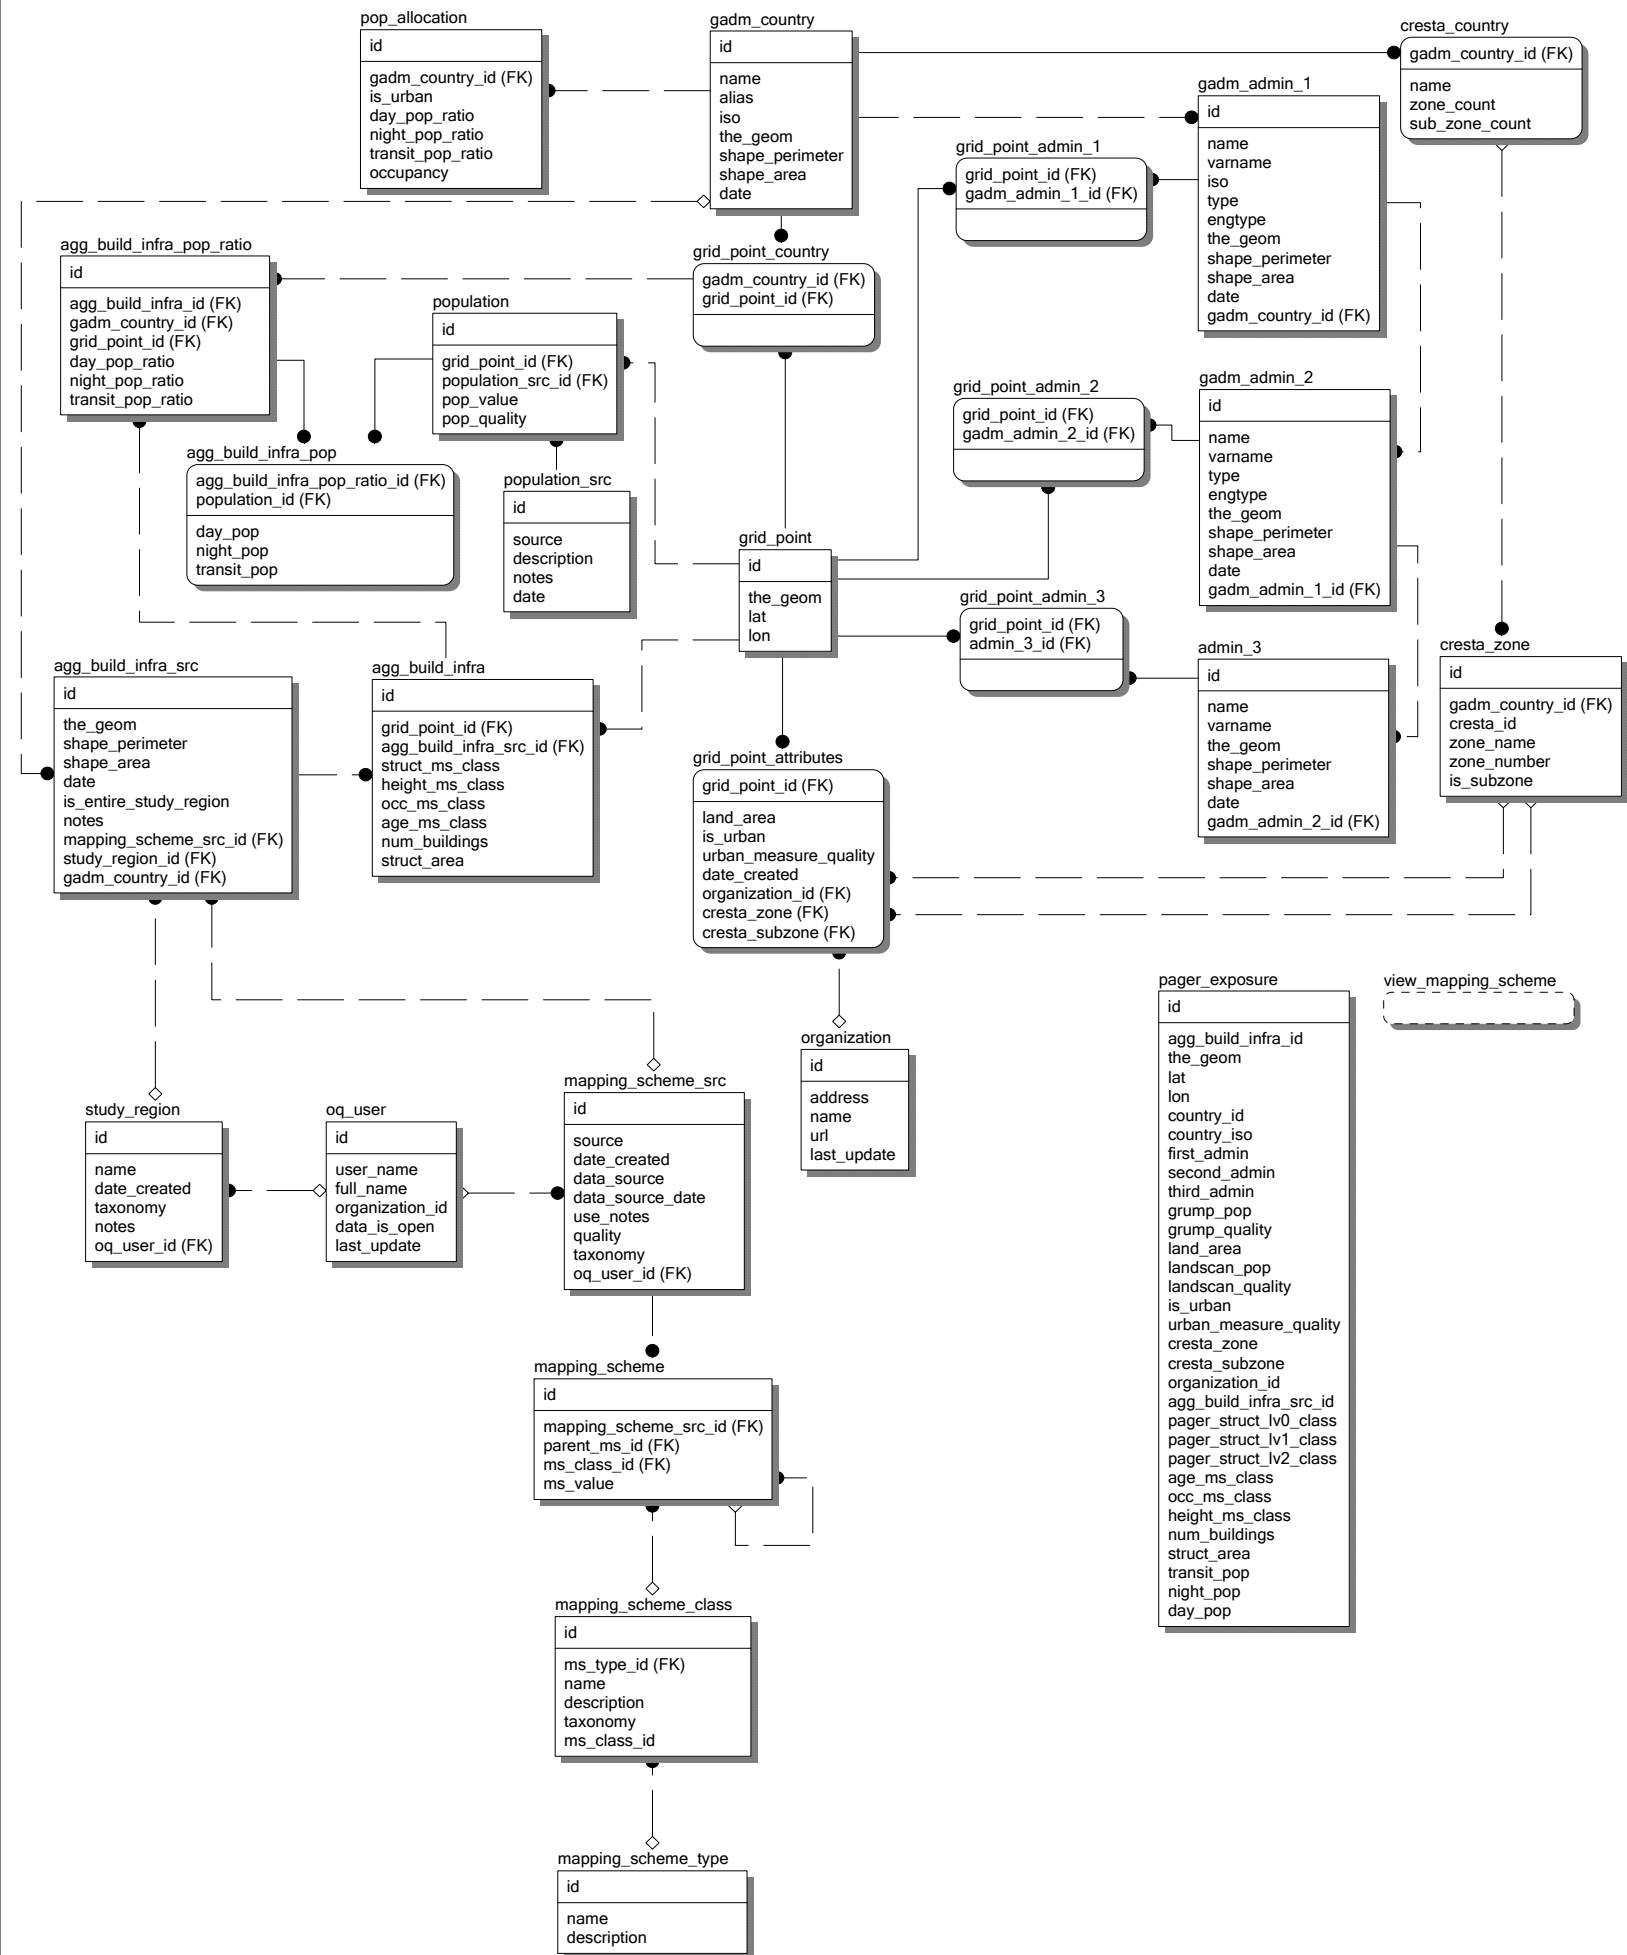 pop_allocation
id
gadm_country_id (FK)
is_urban
day_pop_ratio
night_pop_ratio
transit_pop_ratio
occupancy
gadm_country
id
name
alias
iso
the_geom
shape_perimeter
shape_area
date
cresta_country
gadm_country_id (FK)
name
zone_count
sub_zone_count
gadm_admin_1
id
name
varname
iso
type
engtype
the_geom
shape_perimeter
shape_area
date
gadm_country_id (FK)
grid_point_admin_1
grid_point_id (FK)
gadm_admin_1_id (FK)
agg_build_infra_pop_ratio
id
agg_build_infra_id (FK)
gadm_country_id (FK)
grid_point_id (FK)
day_pop_ratio
night_pop_ratio
transit_pop_ratio
grid_point_country
gadm_country_id (FK)
grid_point_id (FK)
population
id
grid_point_id (FK)
population_src_id (FK)
pop_value
pop_quality
agg_build_infra_pop
agg_build_infra_pop_ratio_id (FK)
population_id (FK)
day_pop
night_pop
transit_pop
population_src
id
source
description
notes
date
grid_point_admin_2
grid_point_id (FK)
gadm_admin_2_id (FK)
gadm_admin_2
id
name
varname
type
engtype
the_geom
shape_perimeter
shape_area
date
gadm_admin_1_id (FK)
grid_point
id
the_geom
lat
lon
grid_point_admin_3
grid_point_id (FK)
admin_3_id (FK)
admin_3
id
name
varname
the_geom
shape_perimeter
shape_area
date
gadm_admin_2_id (FK)
cresta_zone
id
gadm_country_id (FK)
cresta_id
zone_name
zone_number
is_subzone
agg_build_infra_src
id
the_geom
shape_perimeter
shape_area
date
is_entire_study_region
notes
mapping_scheme_src_id (FK)
study_region_id (FK)
gadm_country_id (FK)
agg_build_infra
id
grid_point_id (FK)
agg_build_infra_src_id (FK)
struct_ms_class
height_ms_class
occ_ms_class
age_ms_class
num_buildings
struct_area
grid_point_attributes
grid_point_id (FK)
land_area
is_urban
urban_measure_quality
date_created
organization_id (FK)
cresta_zone (FK)
cresta_subzone (FK)
organization
id
address
name
url
last_update
pager_exposure
id
agg_build_infra_id
the_geom
lat
lon
country_id
country_iso
first_admin
second_admin
third_admin
grump_pop
grump_quality
land_area
landscan_pop
landscan_quality
is_urban
urban_measure_quality
cresta_zone
cresta_subzone
organization_id
agg_build_infra_src_id
pager_struct_lv0_class
pager_struct_lv1_class
pager_struct_lv2_class
age_ms_class
occ_ms_class
height_ms_class
num_buildings
struct_area
transit_pop
night_pop
day_pop
view_mapping_scheme
study_region
id
name
date_created
taxonomy
notes
oq_user_id (FK)
oq_user
id
user_name
full_name
organization_id
data_is_open
last_update
mapping_scheme_src
id
source
date_created
data_source
data_source_date
use_notes
quality
taxonomy
oq_user_id (FK)
mapping_scheme
id
mapping_scheme_src_id (FK)
parent_ms_id (FK)
ms_class_id (FK)
ms_value
mapping_scheme_class
id
ms_type_id (FK)
name
description
taxonomy
ms_class_id
mapping_scheme_type
id
name
description